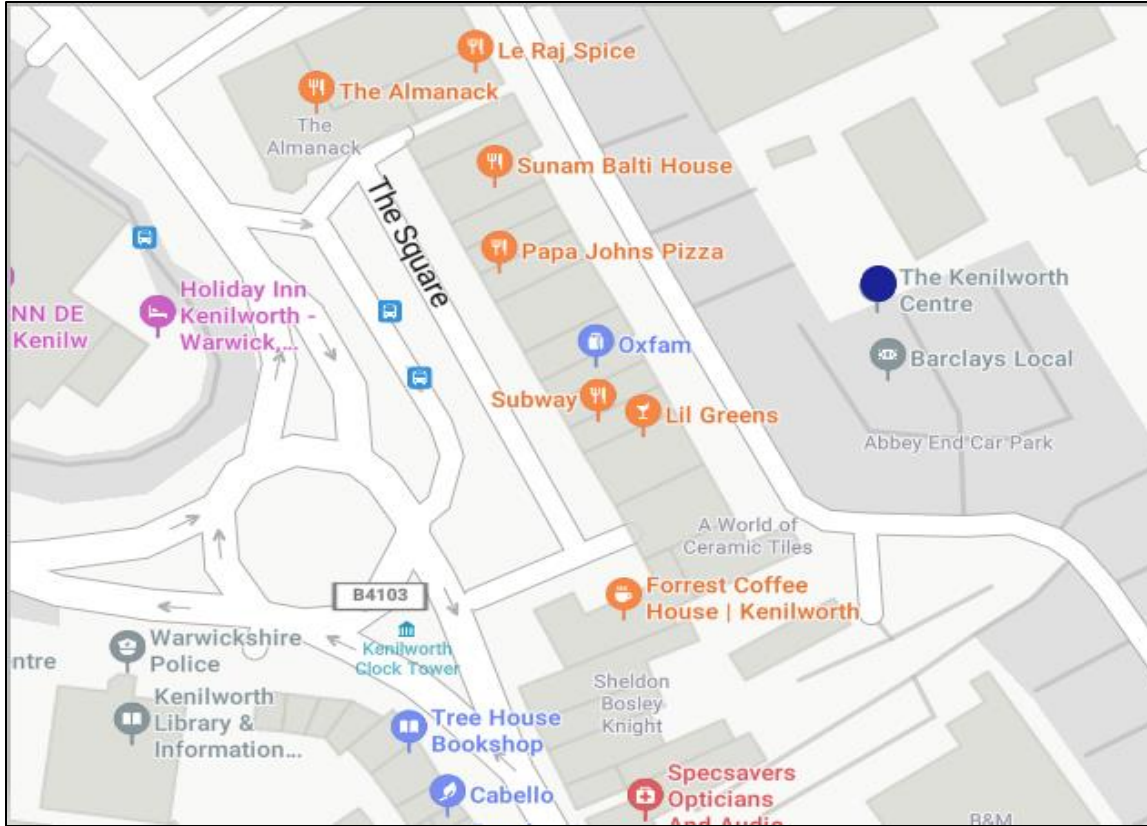 Le Raj Spice
The Almanack
The
Almanack
Sunam Balti House
The Square
Papa Johns Pizza
The Kenilworth
Centre
Holiday Inn
Kenilworth -
Warwick,...
NN DE
Kenilw
Oxfam
Barclays Local
Subway
Lil Greens
Abbey End Car Park
A World of
Ceramic Tiles
B4103
Forrest Coffee
House | Kenilworth
Warwickshire
Police
Kenilworth
Clock Tower
ntre
Kenilworth
Library &
Information...
Sheldon
Bosley
Knight
Tree House
Bookshop
Cabello
Specsavers
Opticians
And Audio
B&M